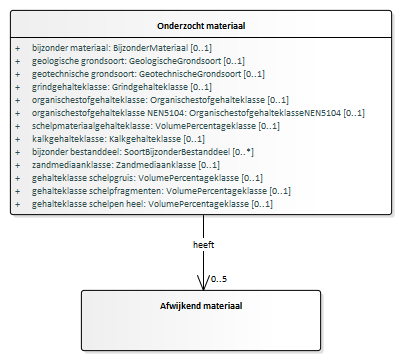 Onderzocht materiaal
+ bijzonder materiaal: BijzonderMateriaal [0..1]
+ geologische grondsoort: GeologischeGrondsoort [0..1]
+ geotechnische grondsoort: GeotechnischeGrondsoort [0..1]
+ grindgehalteklasse: Grindgehalteklasse [0..1]
+ organischestofgehalteklasse: Organischestofgehalteklasse [0..1]
+ organischestofgehalteklasse NEN5104: OrganischestofgehalteklasseNEN5104 [0..1]
+ schelpmateriaalgehalteklasse: VolumePercentageklasse [0..1]
+ kalkgehalteklasse: Kalkgehalteklasse [0..1]
+ bijzonder bestanddeel: SoortBijzonderBestanddeel [0..*]
+ zandmediaanklasse: Zandmediaanklasse [0..1]
+ gehalteklasse schelpgruis: VolumePercentageklasse [0..1]
+ gehalteklasse schelpfragmenten: VolumePercentageklasse [0..1]
+ gehalteklasse schelpen heel: VolumePercentageklasse [0..1]
heeft
0..5
Afwijkend materiaal